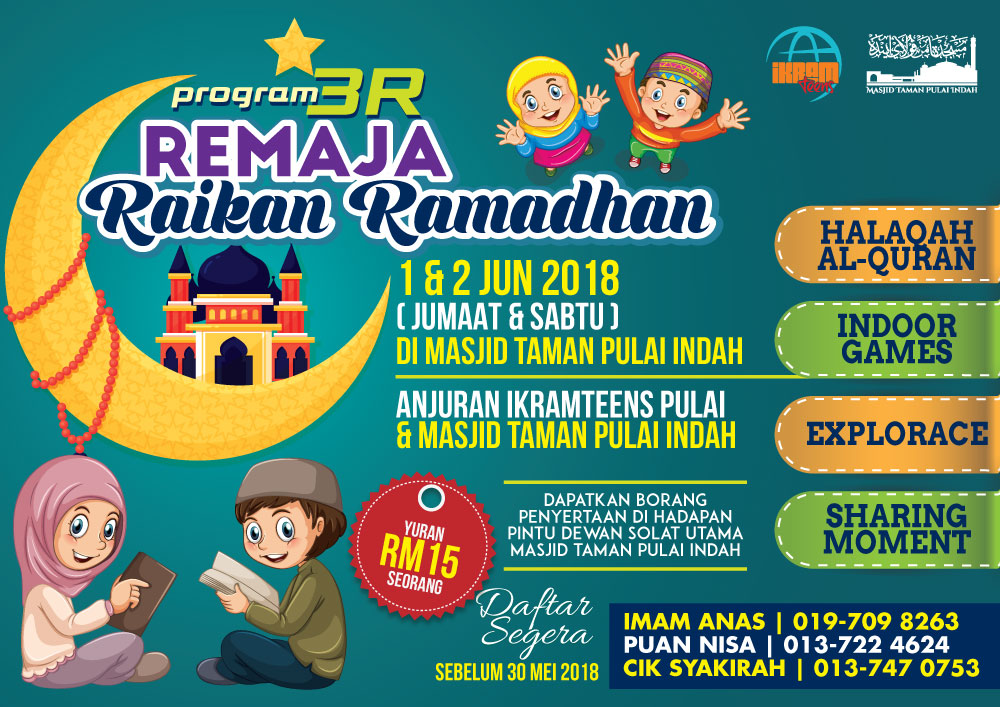 program 3R
REMAJA
Raikan Ramadhan
1 & 2 JUN 2018
( JUMAAT & SABTU )
DI MASJID TAMAN PULAI INDAH
ANJURAN IKRAMTEENS PULAI
& MASJID TAMAN PULAI INDAH
DAPATKAN BORANG
PENYERTAAN DI HADAPAN
PINTU DEWAN SOLAT UTAMA
MASJID TAMAN PULAI INDAH
YURAN
RM15
SEORANG
Daftar
Segera
SEBELUM 30 MEI 2018
IKRAM
Teens
MASJID TAMAN PULAI INDAH
HALAQAH
AL-QURAN
INDOOR
GAMES
EXPLORACE
SHARING
MOMENT
IMAM ANAS | 019-709 8263
PUAN NISA | 013-722 4624
CIK SYAKIRAH | 013-747 0753